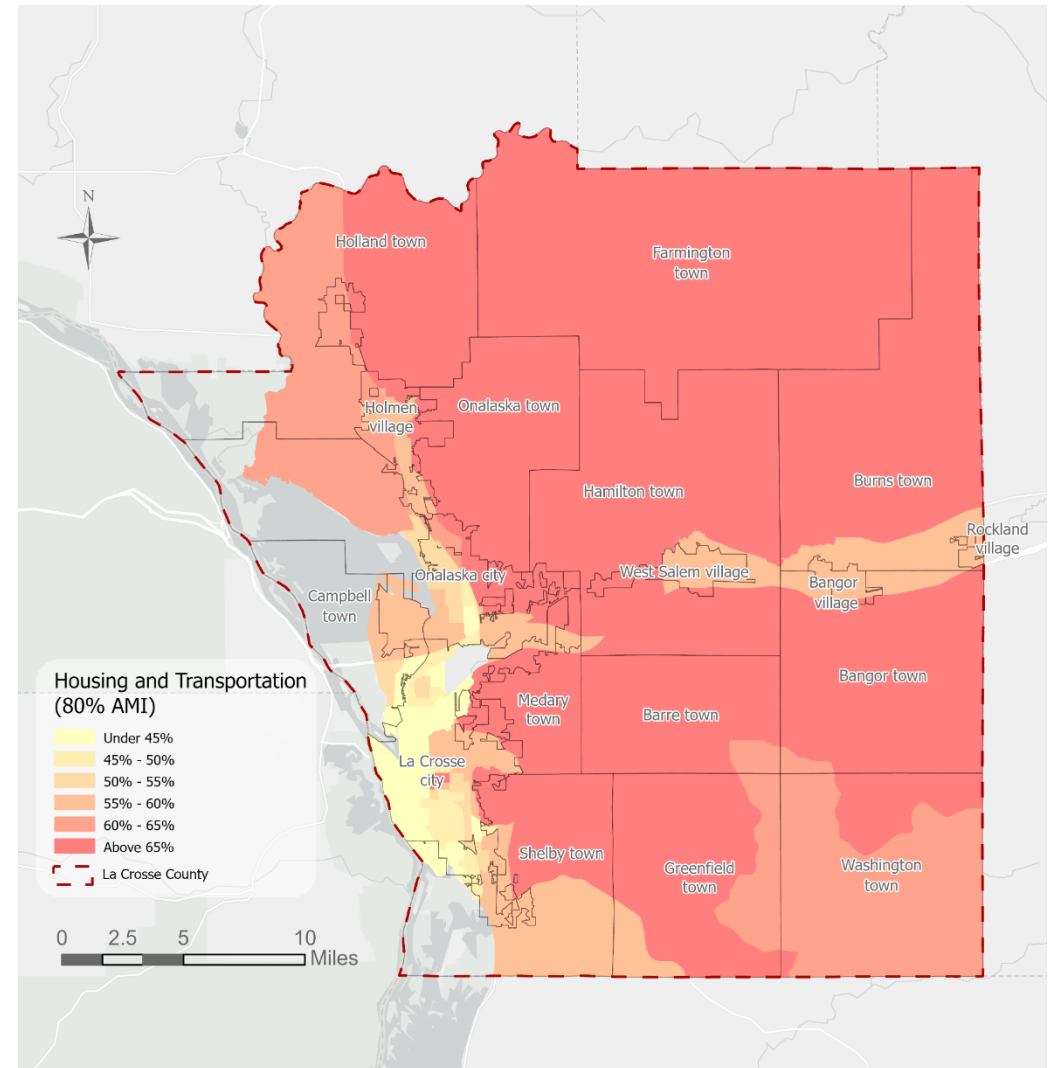 N
Holland town
Farmington
town
Holmen
village
Onalaska town
Hamilton town
Burns town
Rockland
village
West Salem village
Bangor
village
Onalaska city
Campbell
town
Medary
town
Barre town
Bangor town
La Crosse
city
Shelby town
Greenfield
town
Washington
town
Housing and Transportation
(80% AMI)
Under 45%
45% - 50%
50% - 55%
55% - 60%
60% - 65%
Above 65%
La Crosse County
0 2.5 5 10
Miles